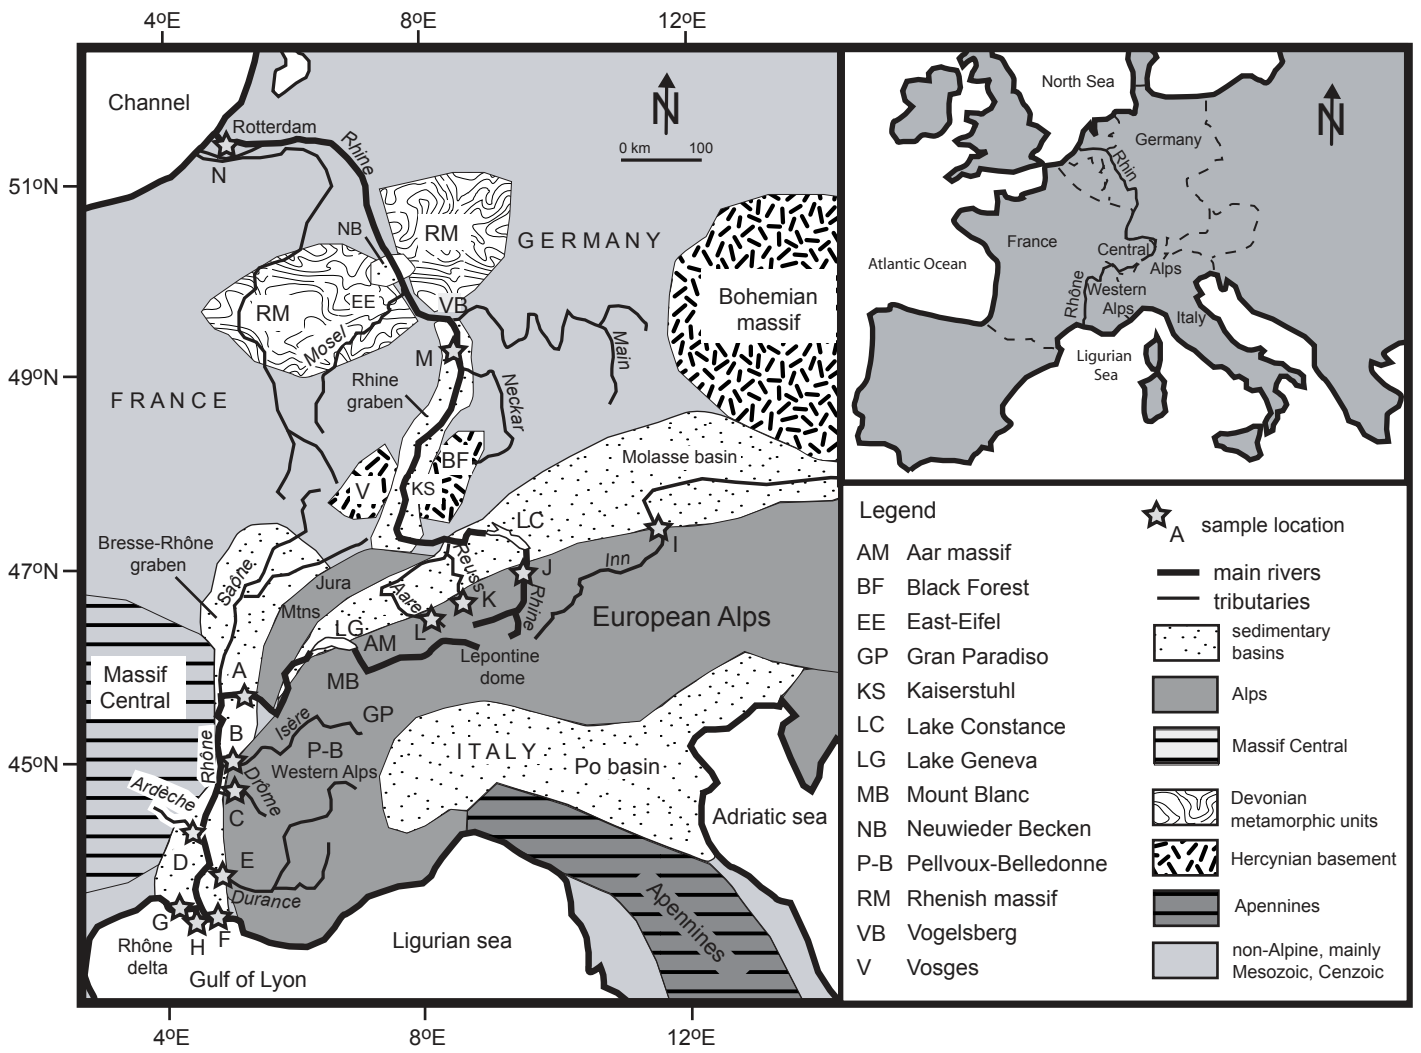 4ºE
8ºE
12ºE
51ºN
49ºN
47ºN
45ºN
4ºE
8ºE
12ºE
Channel
Rotterdam
N
Rhine
N
0 km 100
RM
NB
GERMANY
RM
EE
VB
Mosel
M
Main
Bohemian
massif
Rhine
graben
Neckar
FRANCE
BF
V
KS
Molasse basin
LC
Bresse-Rhône
graben
Saône
Jura
Mtns
Reuss
Aare
Inn
I
J
K
L
Rhine
European Alps
LG
AM
Lepontine
dome
Massif
Central
A
MB
GP
B
Isère
P-B
Western Alps
Rhône
Drôme
Ardèche
C
ITALY
Po basin
Adriatic sea
D
E
Durance
G
H
F
Rhône
delta
Gulf of Lyon
Ligurian sea
Apennines
North Sea
N
Germany
Rhin
France
Central
Alps
Atlantic Ocean
Rhône
Western
Alps
Italy
Ligurian
Sea
Legend
AM Aar massif
BF Black Forest
EE East-Eifel
GP Gran Paradiso
KS Kaiserstuhl
LC Lake Constance
LG Lake Geneva
MB Mount Blanc
NB Neuwieder Becken
P-B Pellvoux-Belledonne
RM Rhenish massif
VB Vogelsberg
V Vosges
A sample location
main rivers
tributaries
sedimentary
basins
Alps
Massif Central
Devonian
metamorphic units
Hercynian basement
Apennines
non-Alpine, mainly
Mesozoic, Cenzoic